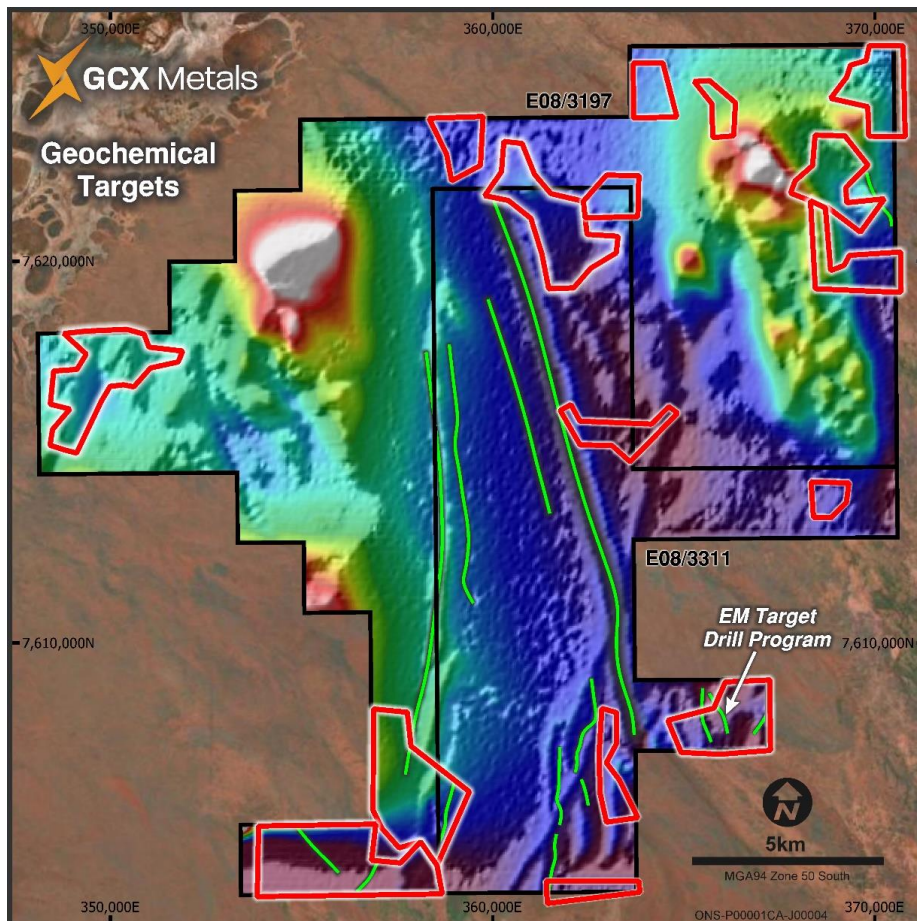 350,000E
360,000E
370,000E
GCX Metals
Geochemical
Targets
E08/3197
7,620,000N
E08/3311
EM Target
Drill Program
7,610,000N
7,610,000N
N
5km
MGA94 Zone 50 South
350,000E
360,000E
370,000E
ONS-P00001CA-J00004